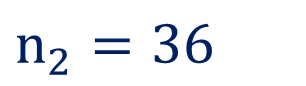 n₂ = 36